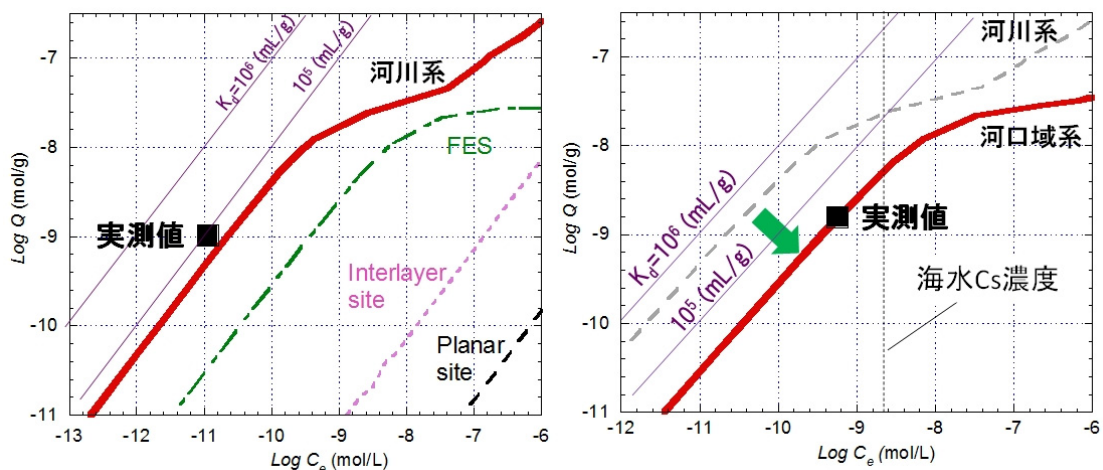 Log Q (mol/g)
-7
-8
-9
-10
-11
-13
-12
-11
-10
-9
-8
-7
-6
Log Ce (mol/L)
Kd=10⁶ (mL/g)
10⁵ (mL/g)
河川系
FES
実測値
Interlayer
site
Planar
site
Log Q (mol/g)
-7
-8
-9
-10
-11
-12
-11
-10
-9
-8
-7
-6
Log Ce (mol/L)
河川系
河口域系
Kd=10⁶ (mL/g)
10⁵ (mL/g)
実測値
海水Cs濃度